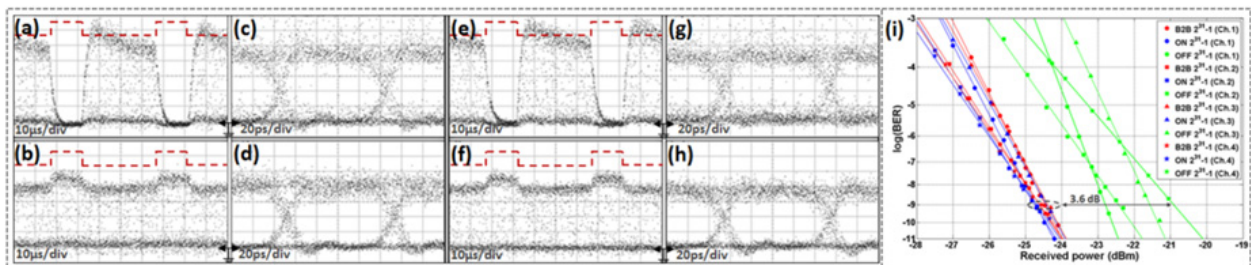 (a)
10μs/div
(b)
10μs/div
(c)
20ps/div
(d)
20ps/div
(e)
10μs/div
(f)
10μs/div
(g)
20ps/div
(h)
20ps/div
(i)
log(BER)
-3
-4
-5
-6
-7
-8
-9
-10
-11
-28 -27 -26 -25 -24 -23 -22 -21 -20 -19
Received power (dBm)
3.6 dB
B2B 2³¹-1 (Ch.1)
ON 2³¹-1 (Ch.1)
OFF 2³¹-1 (Ch.1)
B2B 2³¹-1 (Ch.2)
ON 2³¹-1 (Ch.2)
OFF 2³¹-1 (Ch.2)
B2B 2³¹-1 (Ch.3)
ON 2³¹-1 (Ch.3)
OFF 2³¹-1 (Ch.3)
B2B 2³¹-1 (Ch.4)
ON 2³¹-1 (Ch.4)
OFF 2³¹-1 (Ch.4)